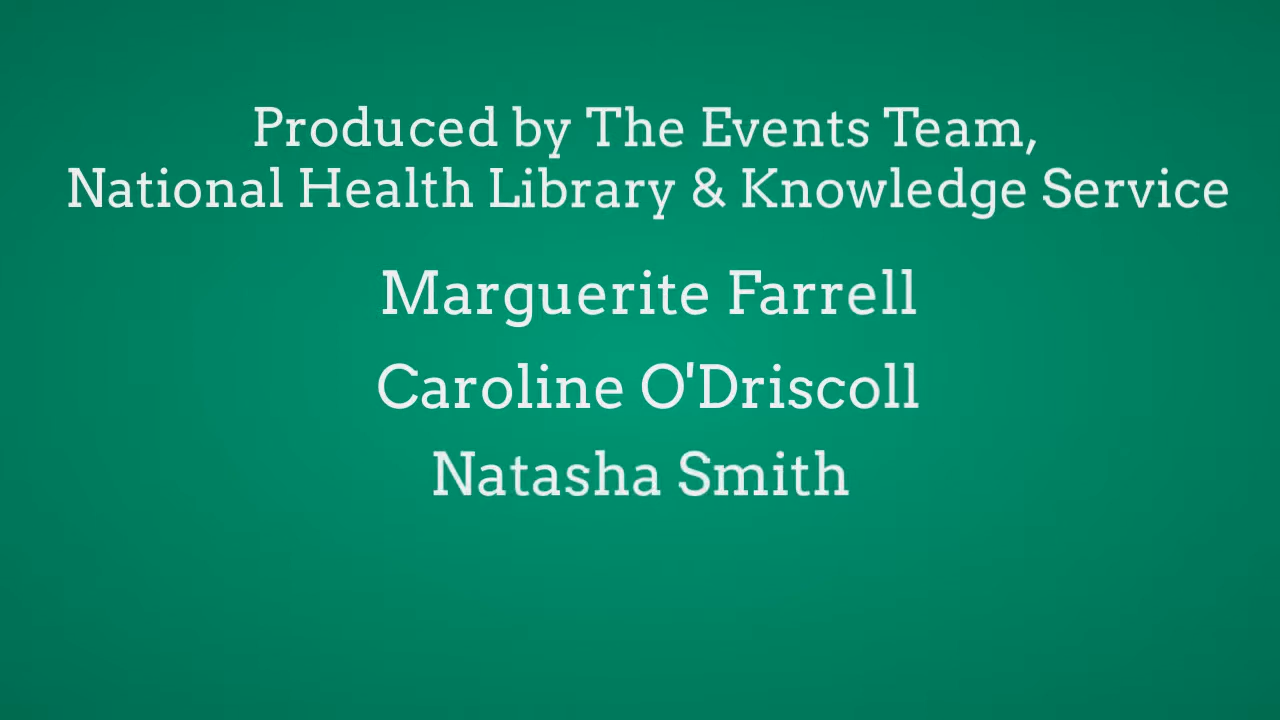 Produced by The Events Team,
National Health Library & Knowledge Service
Marguerite Farrell
Caroline O'Driscoll
Natasha Smith